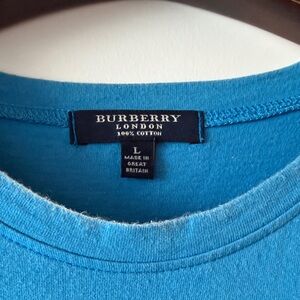 BURBERRY
LONDON
100% COTTON
L
MADE IN
GREAT
BRITAIN